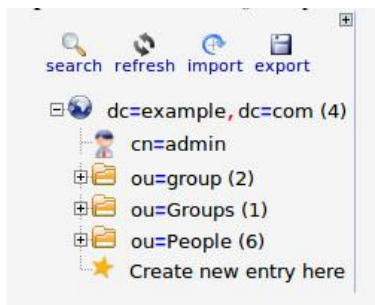 search refresh import export
dc=example,dc=com (4)
cn=admin
ou=group (2)
ou=Groups (1)
ou=People (6)
Create new entry here